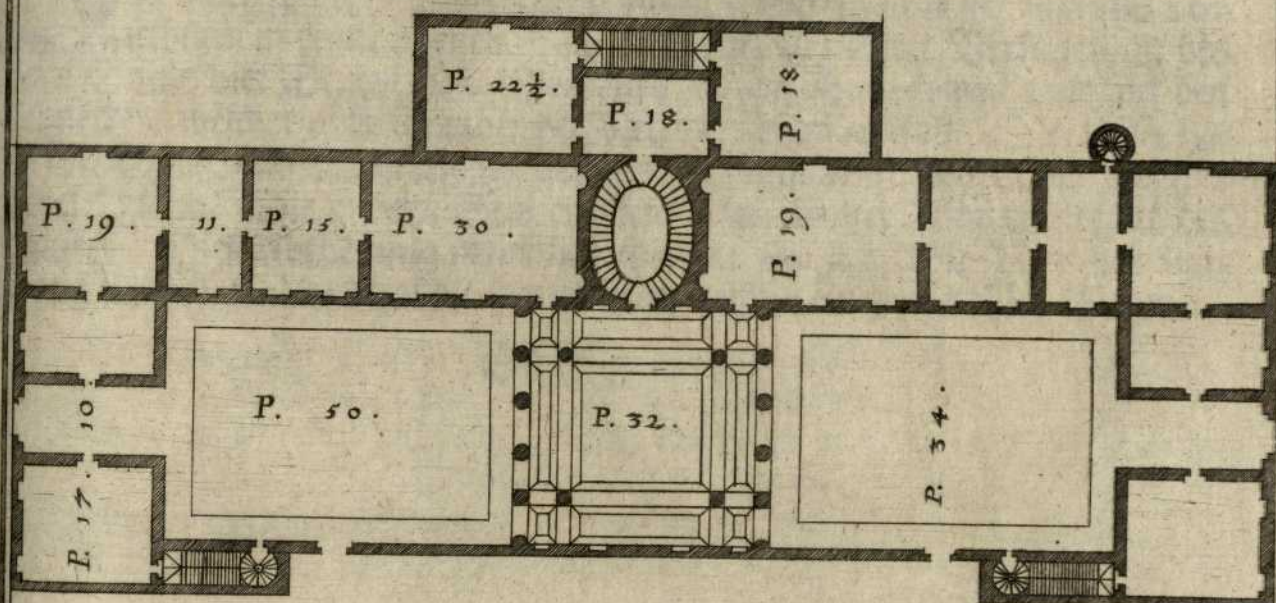 P. 22½.
P. 18.
P. 18.
P. 19.
11.
P. 15.
P. 30.
P. 19.
P. 50.
P. 32.
P. 34.
10.
P. 17.